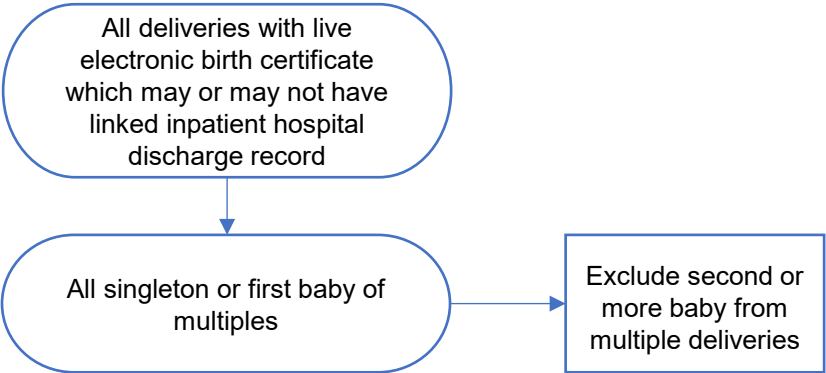 All deliveries with live
electronic birth certificate
which may or may not have
linked inpatient hospital
discharge record
All singleton or first baby of
multiples
Exclude second or
more baby from
multiple deliveries